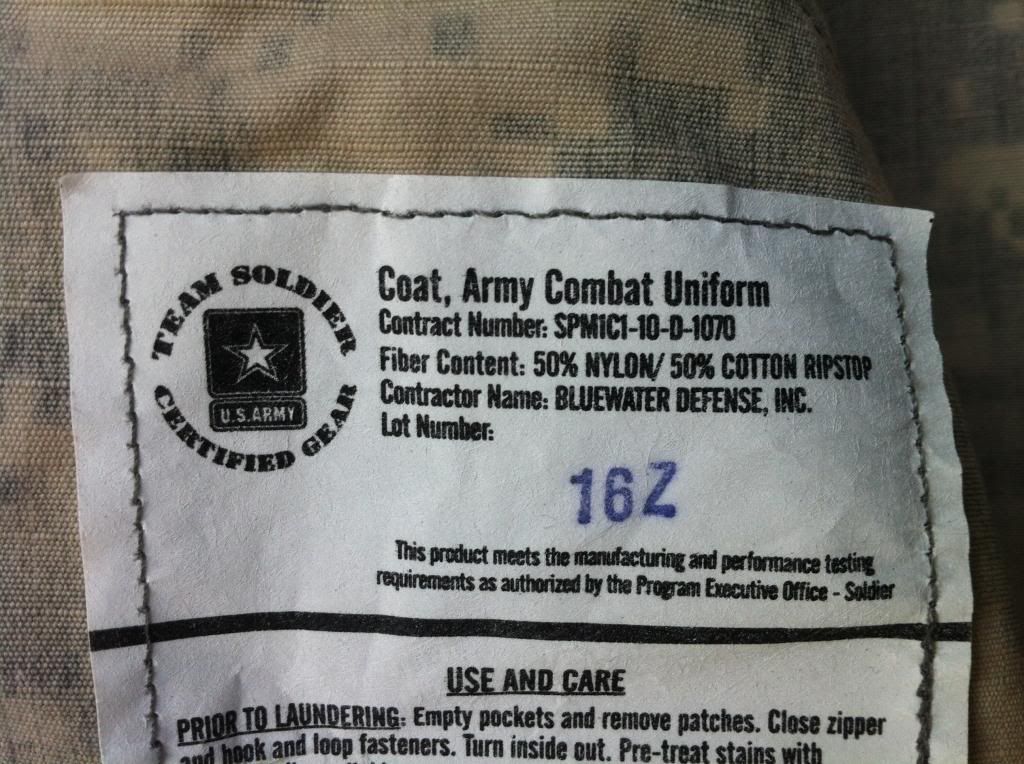 TEAM SOLDIER
CERTIFIED GEAR
U.S.ARMY
Coat, Army Combat Uniform
Contract Number: SPM1C1-10-D-1070
Fiber Content: 50% NYLON/ 50% COTTON RIPSTOP
Contractor Name: BLUEWATER DEFENSE, INC.
Lot Number:
16Z
This product meets the manufacturing and performance testing
requirements as authorized by the Program Executive Office - Soldier
USE AND CARE
PRIOR TO LAUNDERING: Empty pockets and remove patches. Close zipper
and hook and loop fasteners. Turn inside out. Pre-treat stains with